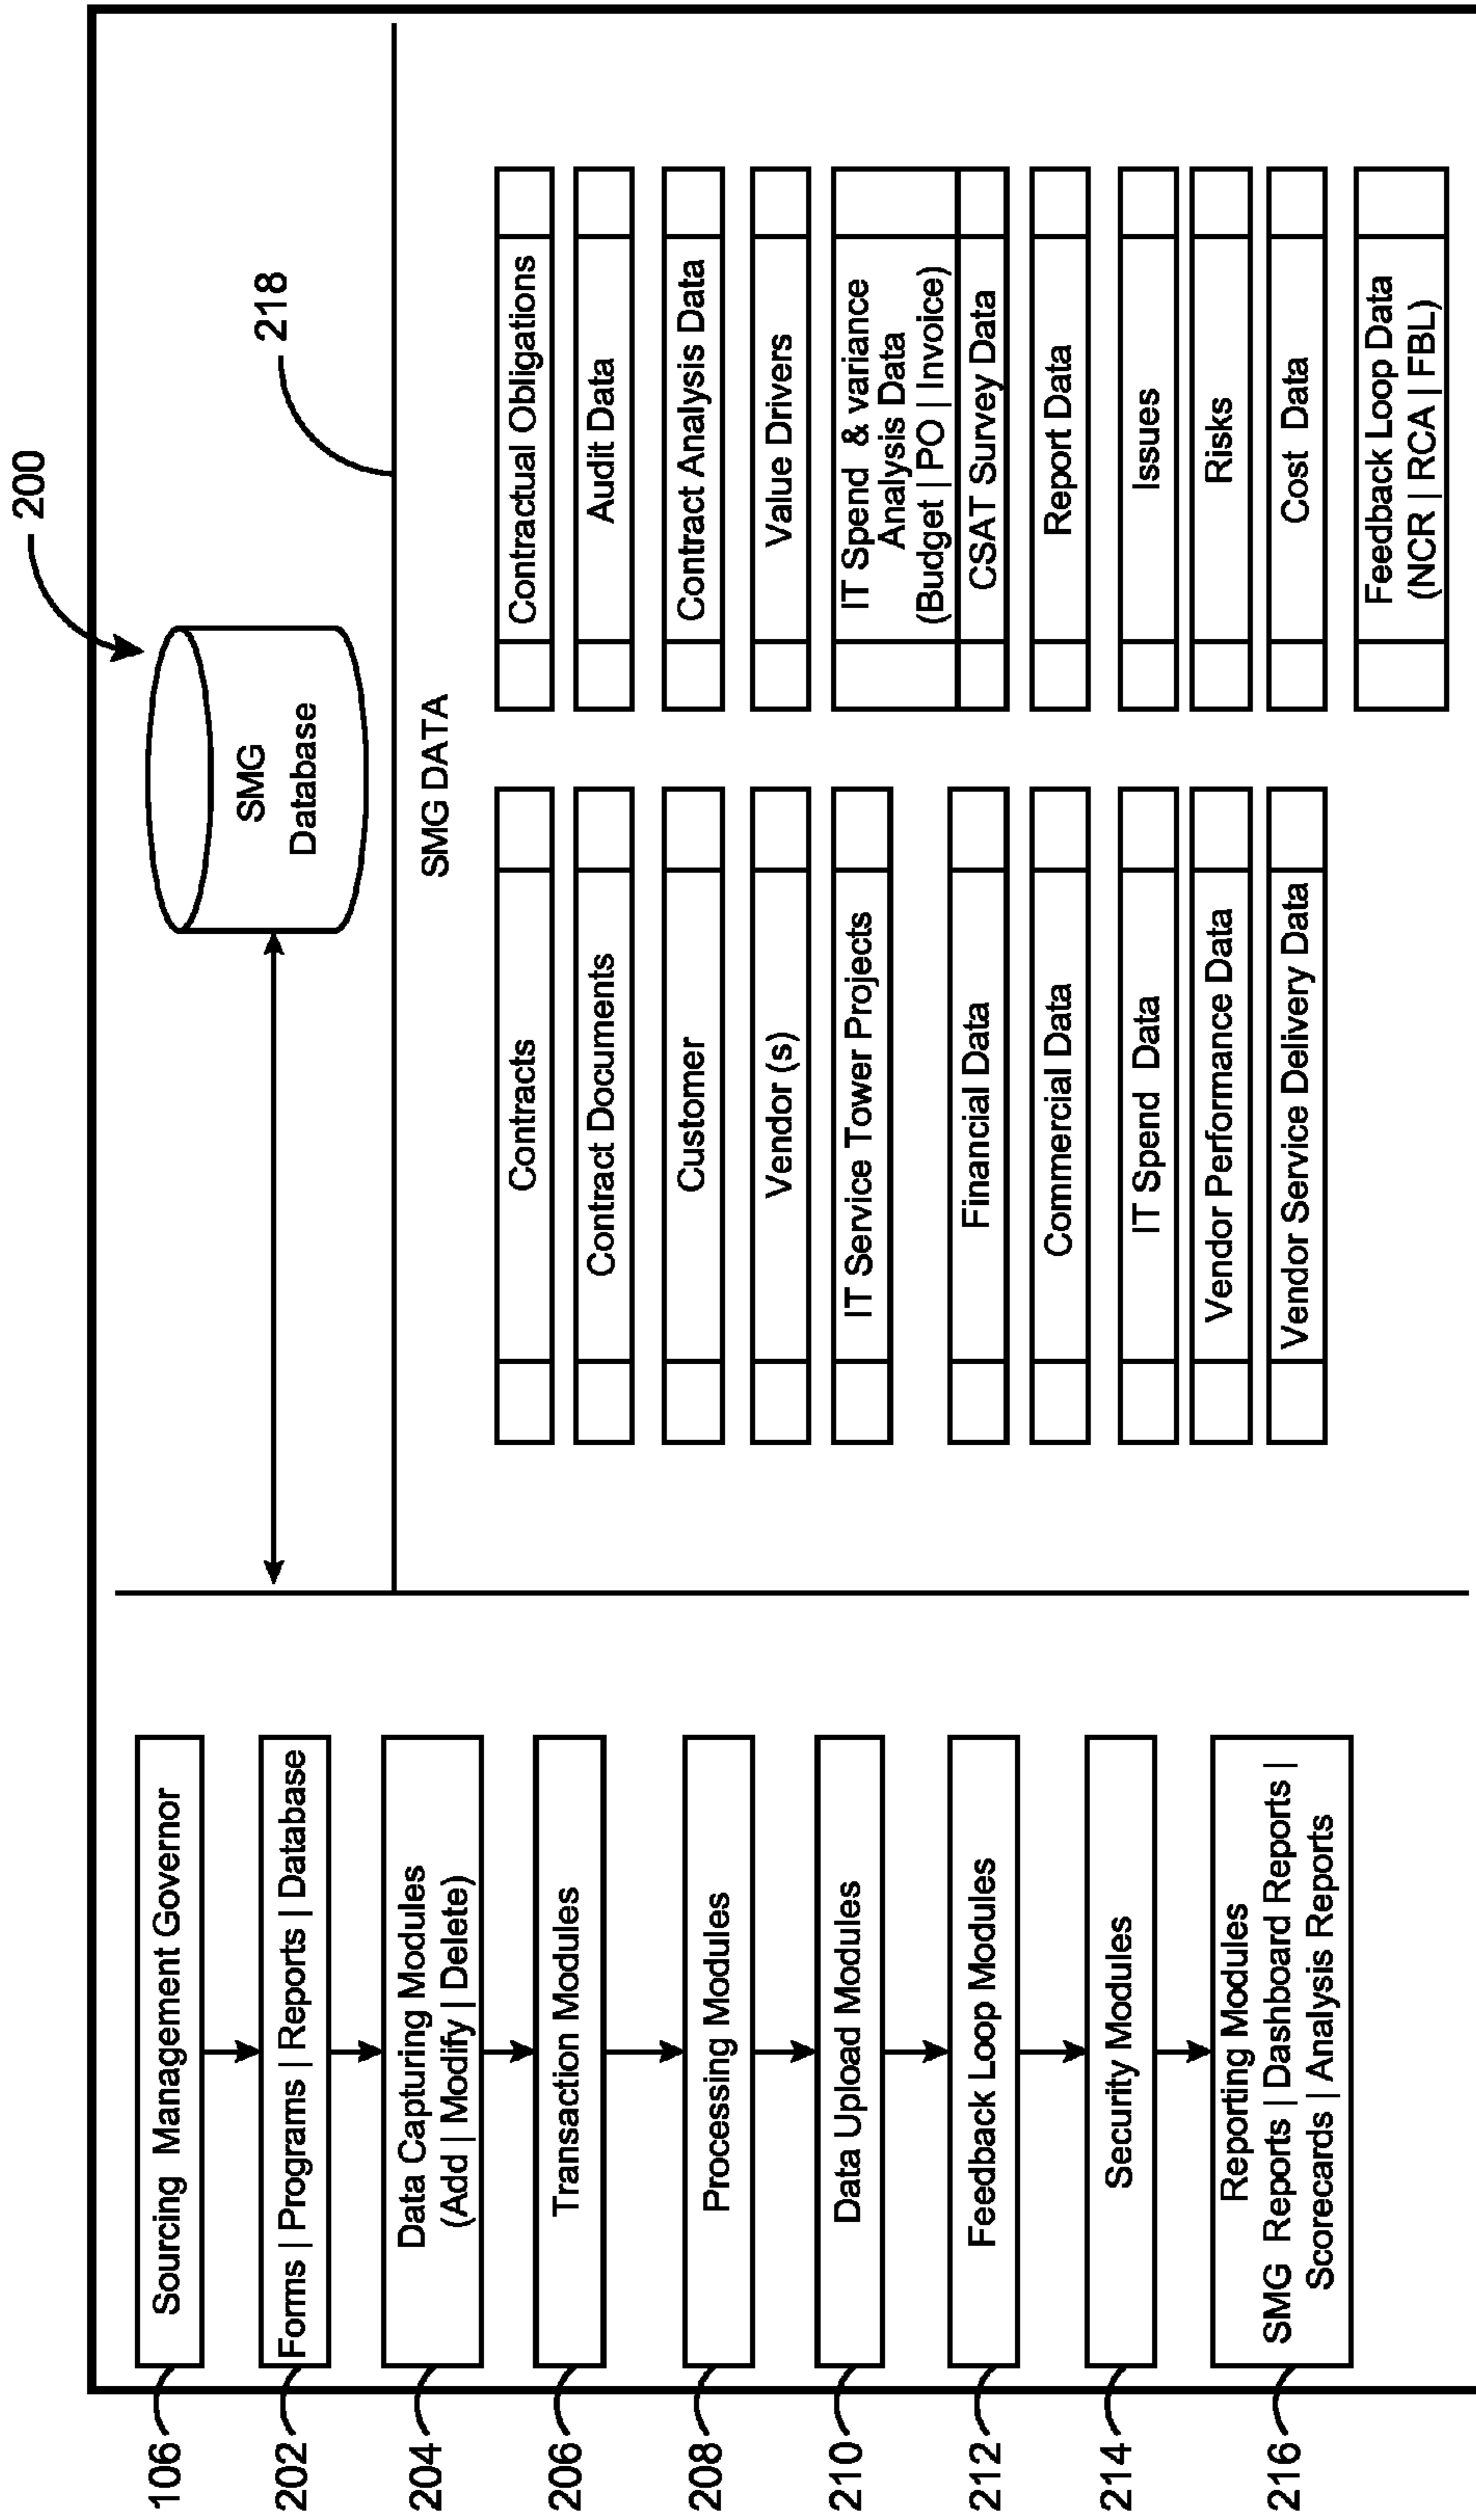 200
106
Sourcing Management Governor
202
Forms | Programs | Reports | Database
204
Data Capturing Modules
(Add | Modify | Delete)
206
Transaction Modules
208
Processing Modules
210
Data Upload Modules
212
Feedback Loop Modules
214
Security Modules
216
Reporting Modules
SMG Reports | Dashboard Reports |
Scorecards | Analysis Reports
SMG
Database
218
SMG DATA
Contracts
Contract Documents
Customer
Vendor (s)
IT Service Tower Projects
Financial Data
Commercial Data
IT Spend Data
Vendor Performance Data
Vendor Service Delivery Data
Contractual Obligations
Audit Data
Contract Analysis Data
Value Drivers
IT Spend & variance
Analysis Data
(Budget | PO | Invoice)
CSAT Survey Data
Report Data
Issues
Risks
Cost Data
Feedback Loop Data
(NCR | RCA | FBL)